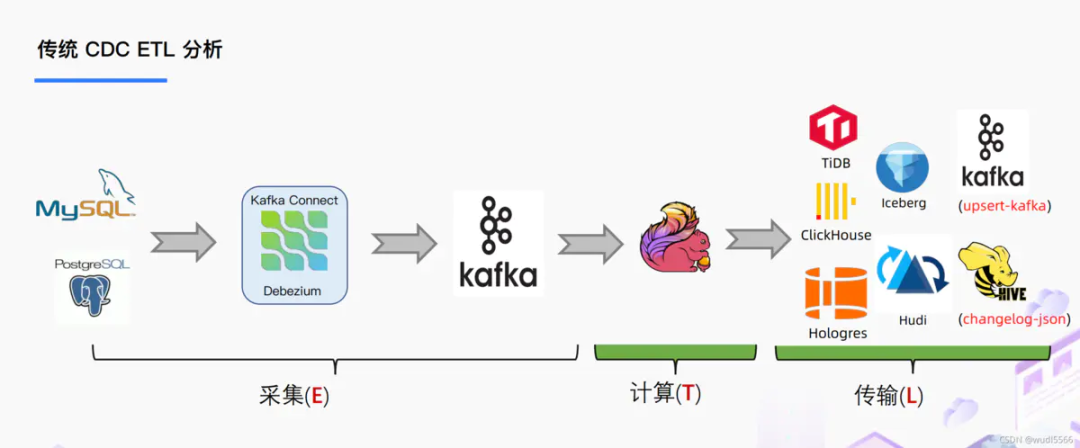 传统 CDC ETL 分析
MySQL
PostgreSQL
Kafka Connect
Debezium
kafka
TiDB
ClickHouse
Hologres
Iceberg
Hudi
kafka
(upsert-kafka)
HIVE
(changelog-json)
采集(E)
计算(T)
传输(L)
CSDN @wudl5566